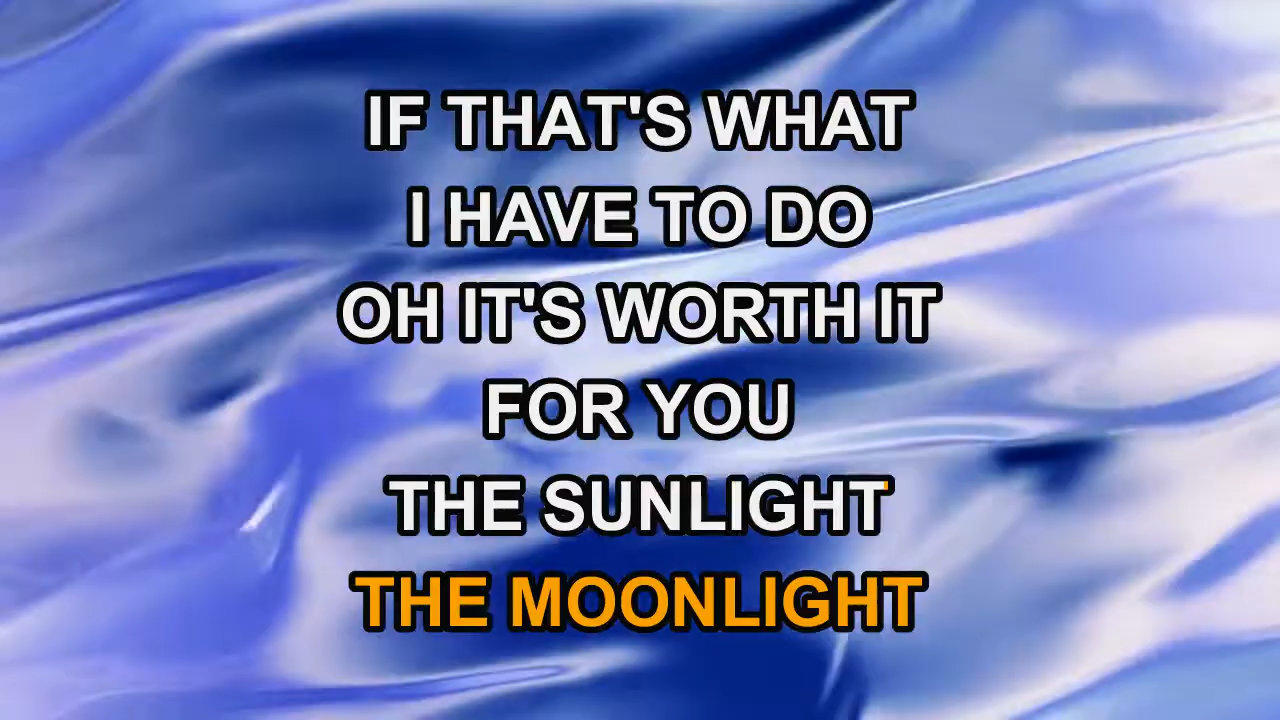 IF THAT'S WHAT
I HAVE TO DO
OH IT'S WORTH IT
FOR YOU
THE SUNLIGHT
THE MOONLIGHT